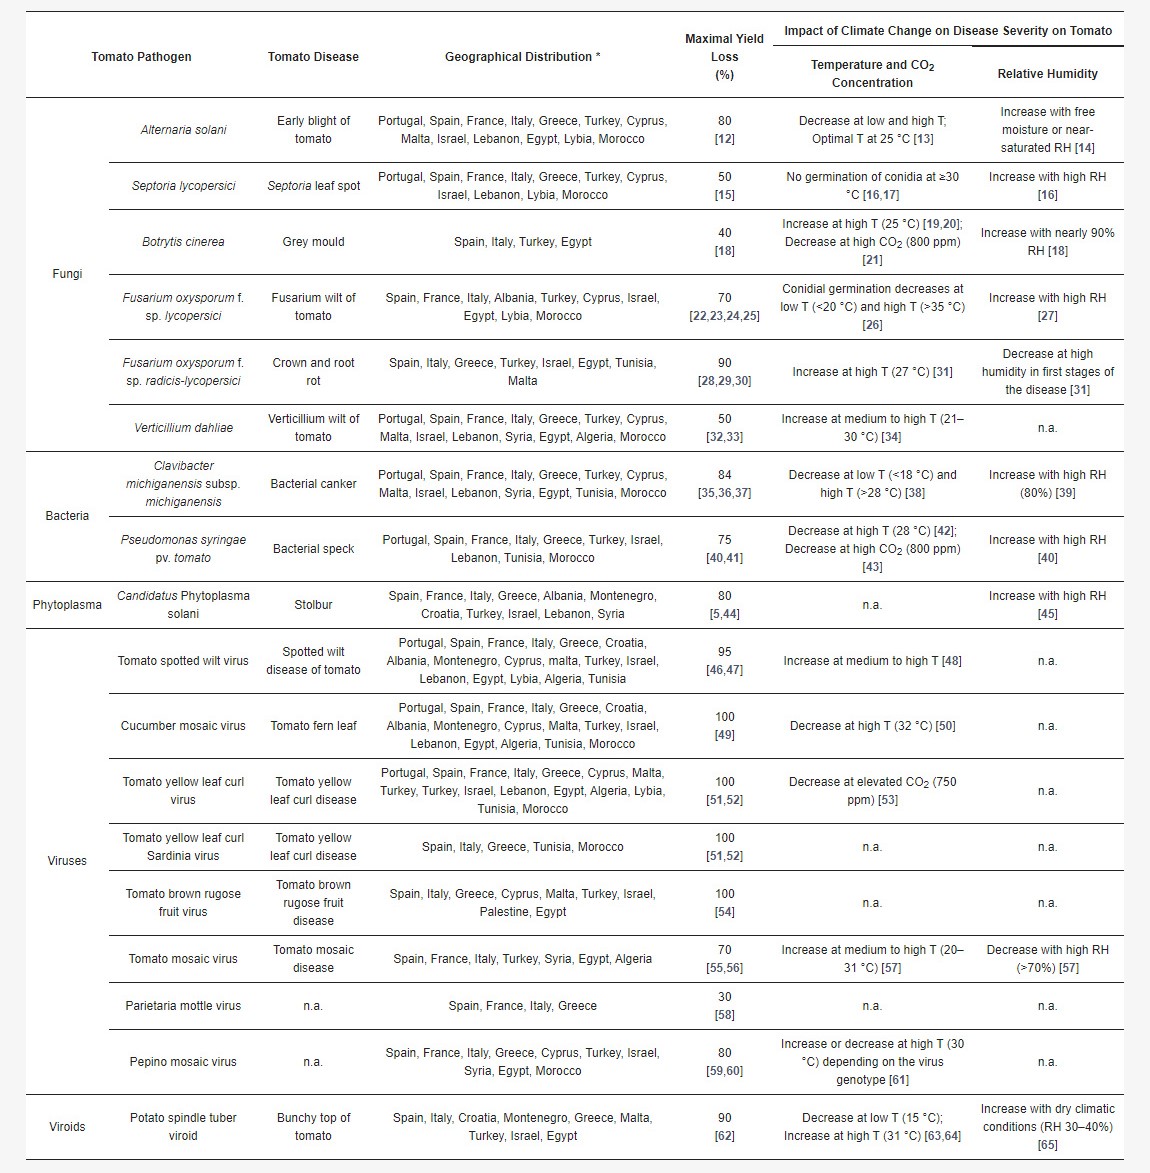 Tomato Pathogen
Tomato Disease
Geographical Distribution *
Maximal Yield
Loss
(%)
Impact of Climate Change on Disease Severity on Tomato
Temperature and CO2
Concentration
Relative Humidity
Fungi
Alternaria solani
Early blight of
tomato
Portugal, Spain, France, Italy, Greece, Turkey, Cyprus,
Malta, Israel, Lebanon, Egypt, Lybia, Morocco
80
[12]
Decrease at low and high T;
Optimal T at 25 °C [13]
Increase with free
moisture or near-
saturated RH [14]
Septoria lycopersici
Septoria leaf spot
Portugal, Spain, France, Italy, Greece, Turkey, Cyprus,
Israel, Lebanon, Lybia, Morocco
50
[15]
No germination of conidia at ≥30
°C [16,17]
Increase with high RH
[16]
Botrytis cinerea
Grey mould
Spain, Italy, Turkey, Egypt
40
[18]
Increase at high T (25 °C) [19,20];
Decrease at high CO2 (800 ppm)
[21]
Increase with nearly 90%
RH [18]
Fusarium oxysporum f.
sp. lycopersici
Fusarium wilt of
tomato
Spain, France, Italy, Albania, Turkey, Cyprus, Israel,
Egypt, Lybia, Morocco
70
[22,23,24,25]
Conidial germination decreases at
low T (<20 °C) and high T (>35 °C)
[26]
Increase with high RH
[27]
Fusarium oxysporum f.
sp. radicis-lycopersici
Crown and root
rot
Spain, Italy, Greece, Turkey, Israel, Egypt, Tunisia,
Malta
90
[28,29,30]
Increase at high T (27 °C) [31]
Decrease at high
humidity in first stages of
the disease [31]
Verticillium dahliae
Verticillium wilt of
tomato
Portugal, Spain, France, Italy, Greece, Turkey, Cyprus,
Malta, Israel, Lebanon, Syria, Egypt, Algeria, Morocco
50
[32,33]
Increase at medium to high T (21–
30 °C) [34]
n.a.
Bacteria
Clavibacter
michiganensis subsp.
michiganensis
Bacterial canker
Portugal, Spain, France, Italy, Greece, Turkey, Cyprus,
Malta, Israel, Lebanon, Syria, Egypt, Tunisia, Morocco
84
[35,36,37]
Decrease at low T (<18 °C) and
high T (>28 °C) [38]
Increase with high RH
(80%) [39]
Pseudomonas syringae
pv. tomato
Bacterial speck
Portugal, Spain, France, Italy, Greece, Turkey, Israel,
Lebanon, Tunisia, Morocco
75
[40,41]
Decrease at high T (28 °C) [42];
Decrease at high CO2 (800 ppm)
[43]
Increase with high RH
[40]
Phytoplasma
Candidatus Phytoplasma
solani
Stolbur
Spain, France, Italy, Greece, Albania, Montenegro,
Croatia, Turkey, Israel, Lebanon, Syria
80
[5,44]
n.a.
Increase with high RH
[45]
Viruses
Tomato spotted wilt virus
Spotted wilt
disease of tomato
Portugal, Spain, France, Italy, Greece, Croatia,
Albania, Montenegro, Cyprus, malta, Turkey, Israel,
Lebanon, Egypt, Lybia, Algeria, Tunisia
95
[46,47]
Increase at medium to high T [48]
n.a.
Cucumber mosaic virus
Tomato fern leaf
Portugal, Spain, France, Italy, Greece, Croatia,
Albania, Montenegro, Cyprus, Malta, Turkey, Israel,
Lebanon, Egypt, Algeria, Tunisia, Morocco
100
[49]
Decrease at high T (32 °C) [50]
n.a.
Tomato yellow leaf curl
virus
Tomato yellow
leaf curl disease
Portugal, Spain, France, Italy, Greece, Cyprus, Malta,
Turkey, Turkey, Israel, Lebanon, Egypt, Algeria, Lybia,
Tunisia, Morocco
100
[51,52]
Decrease at elevated CO2 (750
ppm) [53]
n.a.
Tomato yellow leaf curl
Sardinia virus
Tomato yellow
leaf curl disease
Spain, Italy, Greece, Tunisia, Morocco
100
[51,52]
n.a.
n.a.
Tomato brown rugose
fruit virus
Tomato brown
rugose fruit
disease
Spain, Italy, Greece, Cyprus, Malta, Turkey, Israel,
Palestine, Egypt
100
[54]
n.a.
n.a.
Tomato mosaic virus
Tomato mosaic
disease
Spain, France, Italy, Turkey, Syria, Egypt, Algeria
70
[55,56]
Increase at medium to high T (20–
31 °C) [57]
Decrease with high RH
(>70%) [57]
Parietaria mottle virus
n.a.
Spain, France, Italy, Greece
30
[58]
n.a.
n.a.
Pepino mosaic virus
n.a.
Spain, France, Italy, Greece, Cyprus, Turkey, Israel,
Syria, Egypt, Morocco
80
[59,60]
Increase or decrease at high T (30
°C) depending on the virus
genotype [61]
n.a.
Viroids
Potato spindle tuber
viroid
Bunchy top of
tomato
Spain, Italy, Croatia, Montenegro, Greece, Malta,
Turkey, Israel, Egypt
90
[62]
Decrease at low T (15 °C);
Increase at high T (31 °C) [63,64]
Increase with dry climatic
conditions (RH 30–40%)
[65]